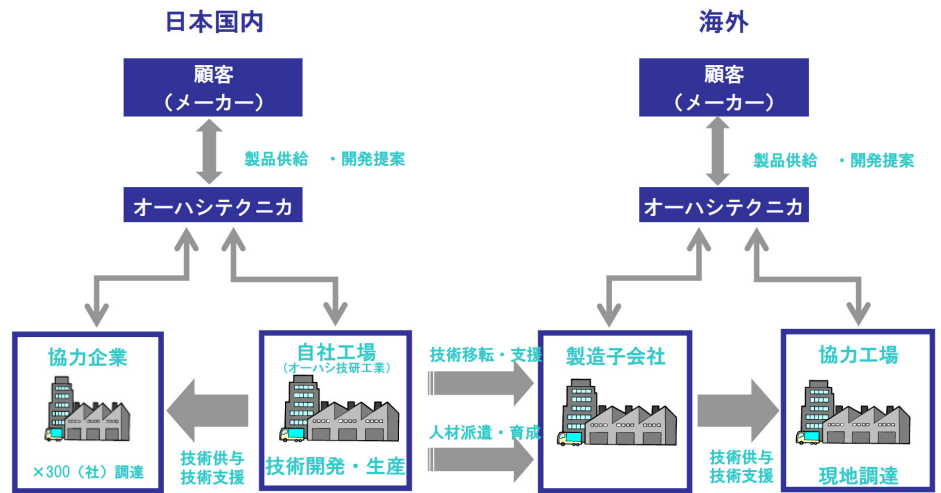 日本国内
海外
顧客
（メーカー）
顧客
（メーカー）
製品供給　・開発提案
製品供給　・開発提案
オーハシテクニカ
オーハシテクニカ
協力企業
×300（社）調達
自社工場
（オーハシ技研工業）
技術開発・生産
技術供与
技術支援
技術移転・支援
人材派遣・育成
製造子会社
技術供与
技術支援
協力工場
現地調達